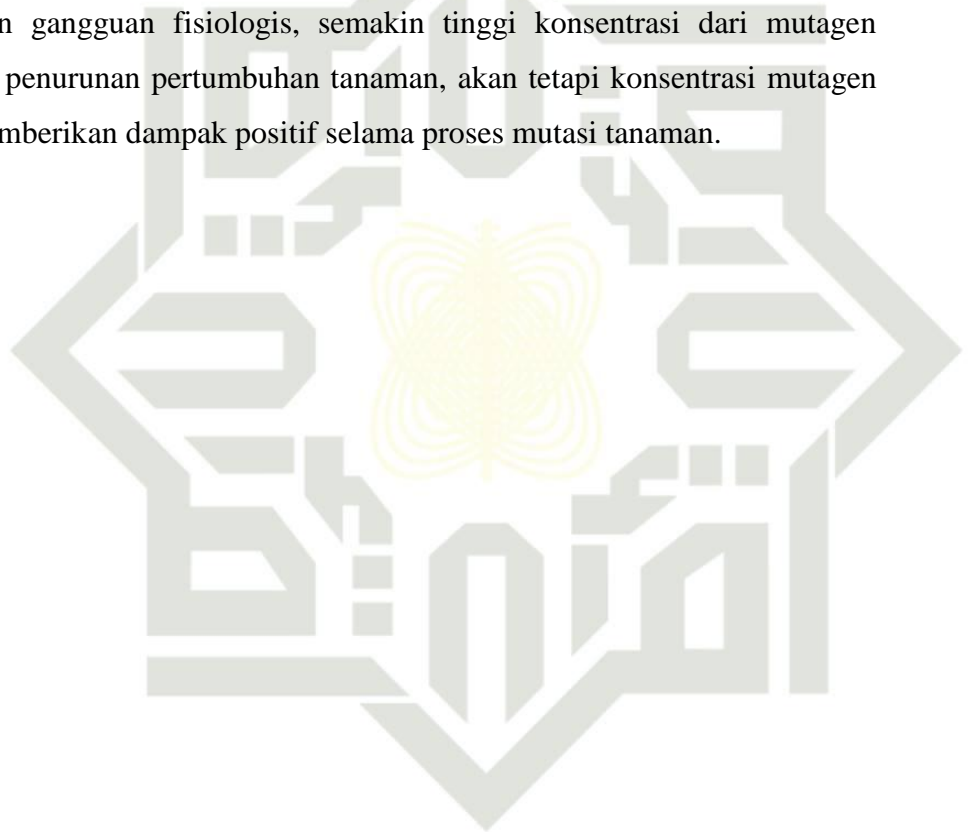 n gangguan fisiologis, semakin tinggi konsentrasi dari mutagen
penurunan pertumbuhan tanaman, akan tetapi konsentrasi mutagen
mberikan dampak positif selama proses mutasi tanaman.